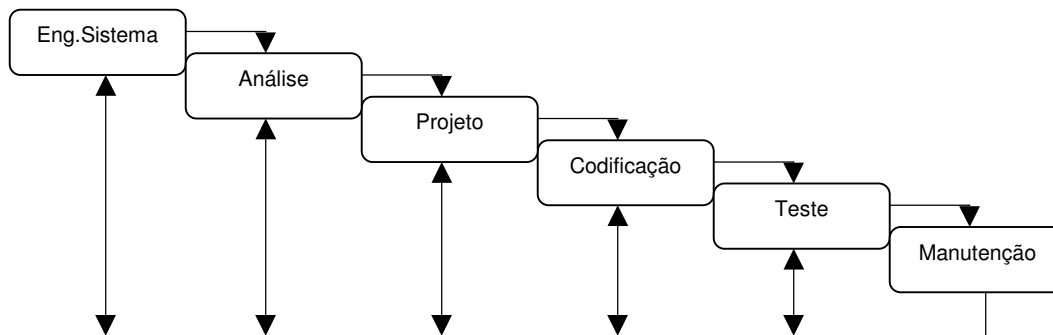 Eng.Sistema
Análise
Projeto
Codificação
Teste
Manutenção